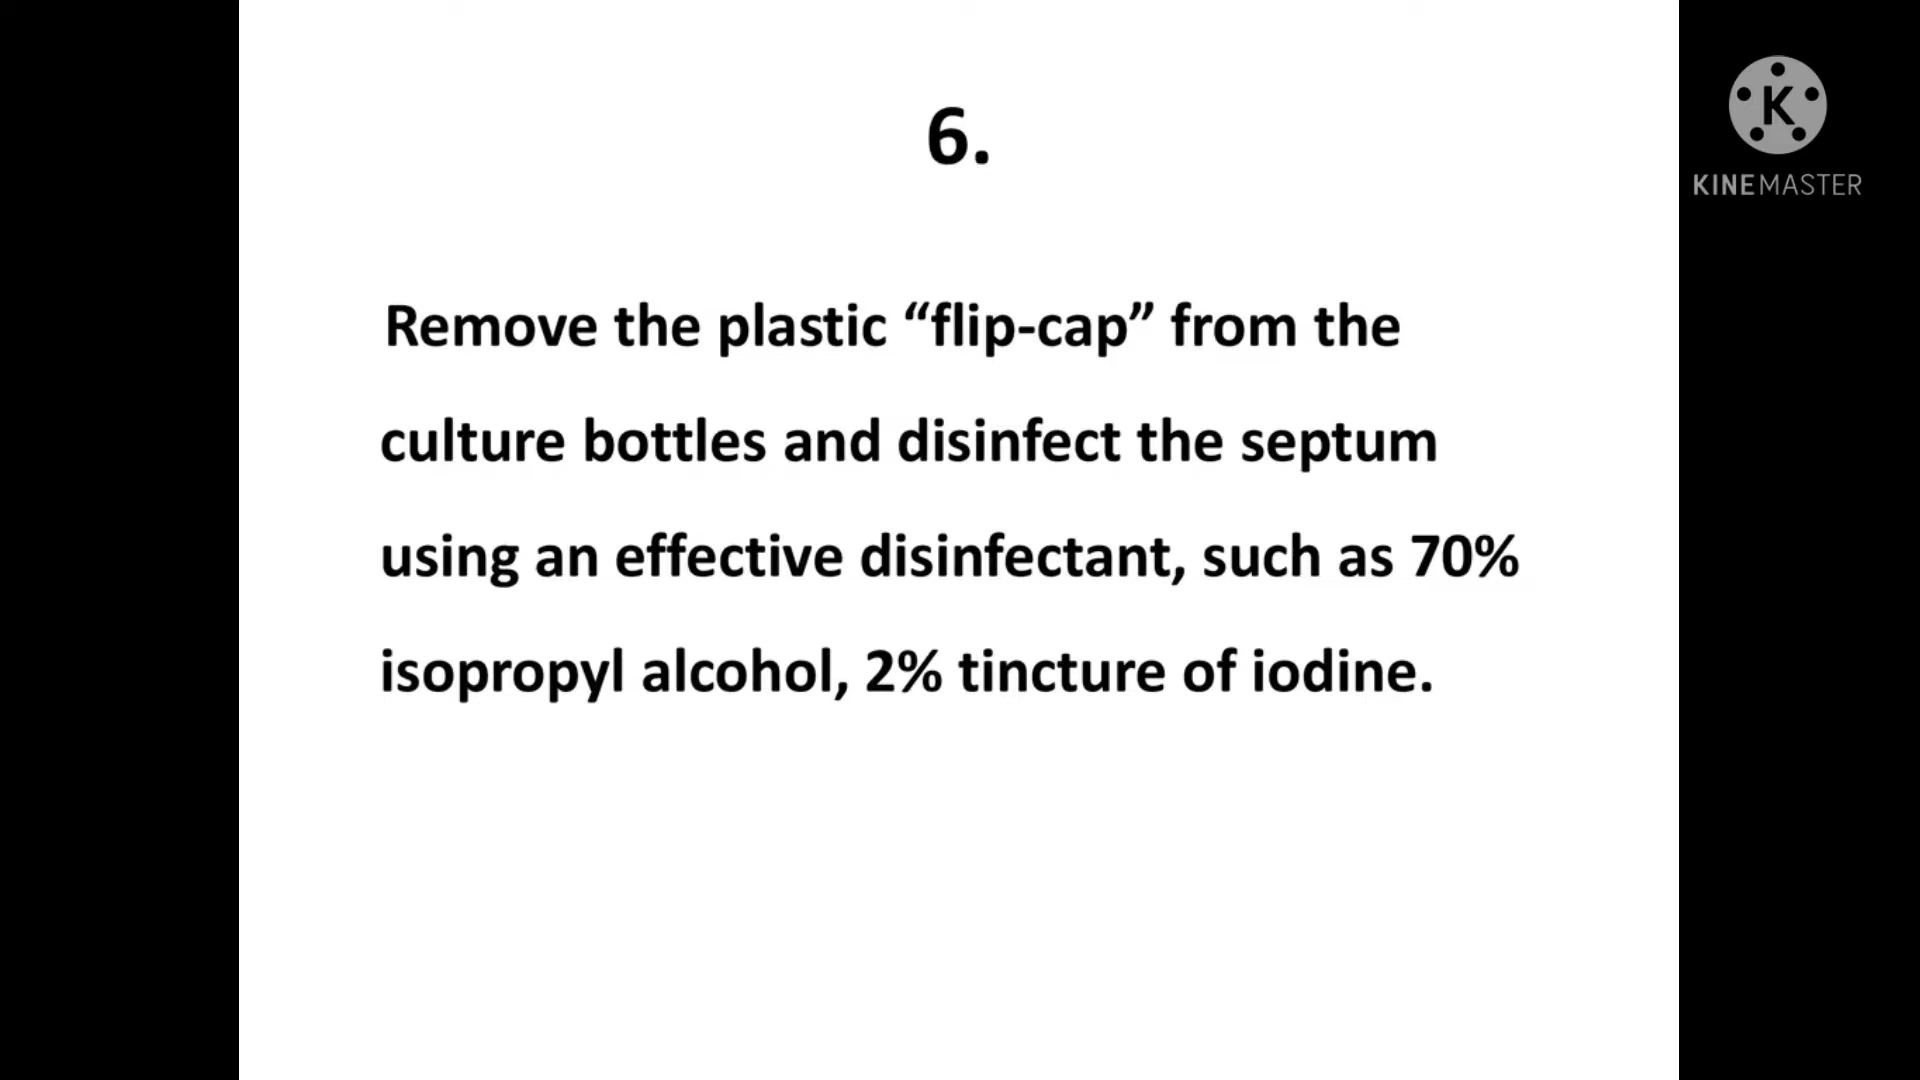 6.
Remove the plastic “flip-cap” from the
culture bottles and disinfect the septum
using an effective disinfectant, such as 70%
isopropyl alcohol, 2% tincture of iodine.
K
KINEMASTER